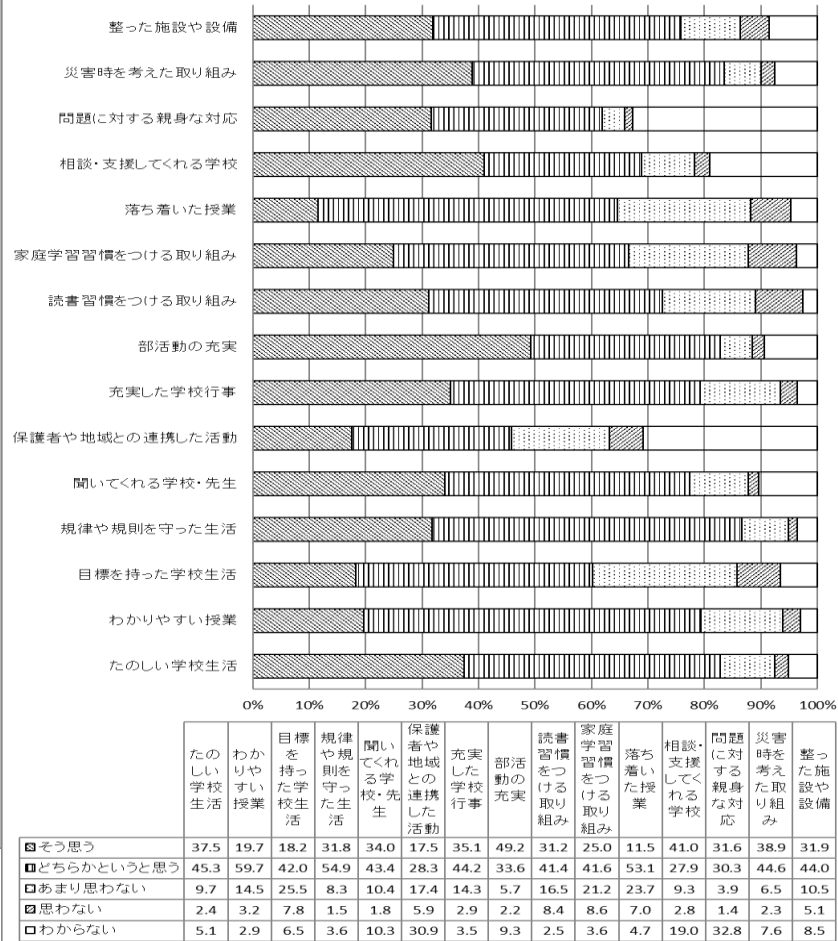 整った施設や設備
災害時を考えた取り組み
問題に対する親身な対応
相談・支援してくれる学校
落ち着いた授業
家庭学習習慣をつける取り組み
読書習慣をつける取り組み
部活動の充実
充実した学校行事
保護者や地域との連携した活動
聞いてくれる学校・先生
規律や規則を守った生活
目標を持った学校生活
わかりやすい授業
たのしい学校生活
0% 10% 20% 30% 40% 50% 60% 70% 80% 90% 100%
たのしい学校生活 わかりやすい授業 目標を持った学校生活 規律や規則を守った生活 聞いてくれる学校・先生 保護者や地域との連携した活動 充実した学校行事 部活動の充実 読書習慣をつける取り組み 家庭学習習慣をつける取り組み 落ち着いた授業 相談・支援してくれる学校 問題に対する親身な対応 災害時を考えた取り組み 整った施設や設備
そう思う 37.5 19.7 18.2 31.8 34.0 17.5 35.1 49.2 31.2 25.0 11.5 41.0 31.6 38.9 31.9
どちらかというと思う 45.3 59.7 42.0 54.9 43.4 28.3 44.2 33.6 41.4 41.6 53.1 27.9 30.3 44.6 44.0
あまり思わない 9.7 14.5 25.5 8.3 10.4 17.4 14.3 5.7 16.5 21.2 23.7 9.3 3.9 6.5 10.5
思わない 2.4 3.2 7.8 1.5 1.8 5.9 2.9 2.2 8.4 8.6 7.0 2.8 1.4 2.3 5.1
わからない 5.1 2.9 6.5 3.6 10.3 30.9 3.5 9.3 2.5 3.6 4.7 19.0 32.8 7.6 8.5